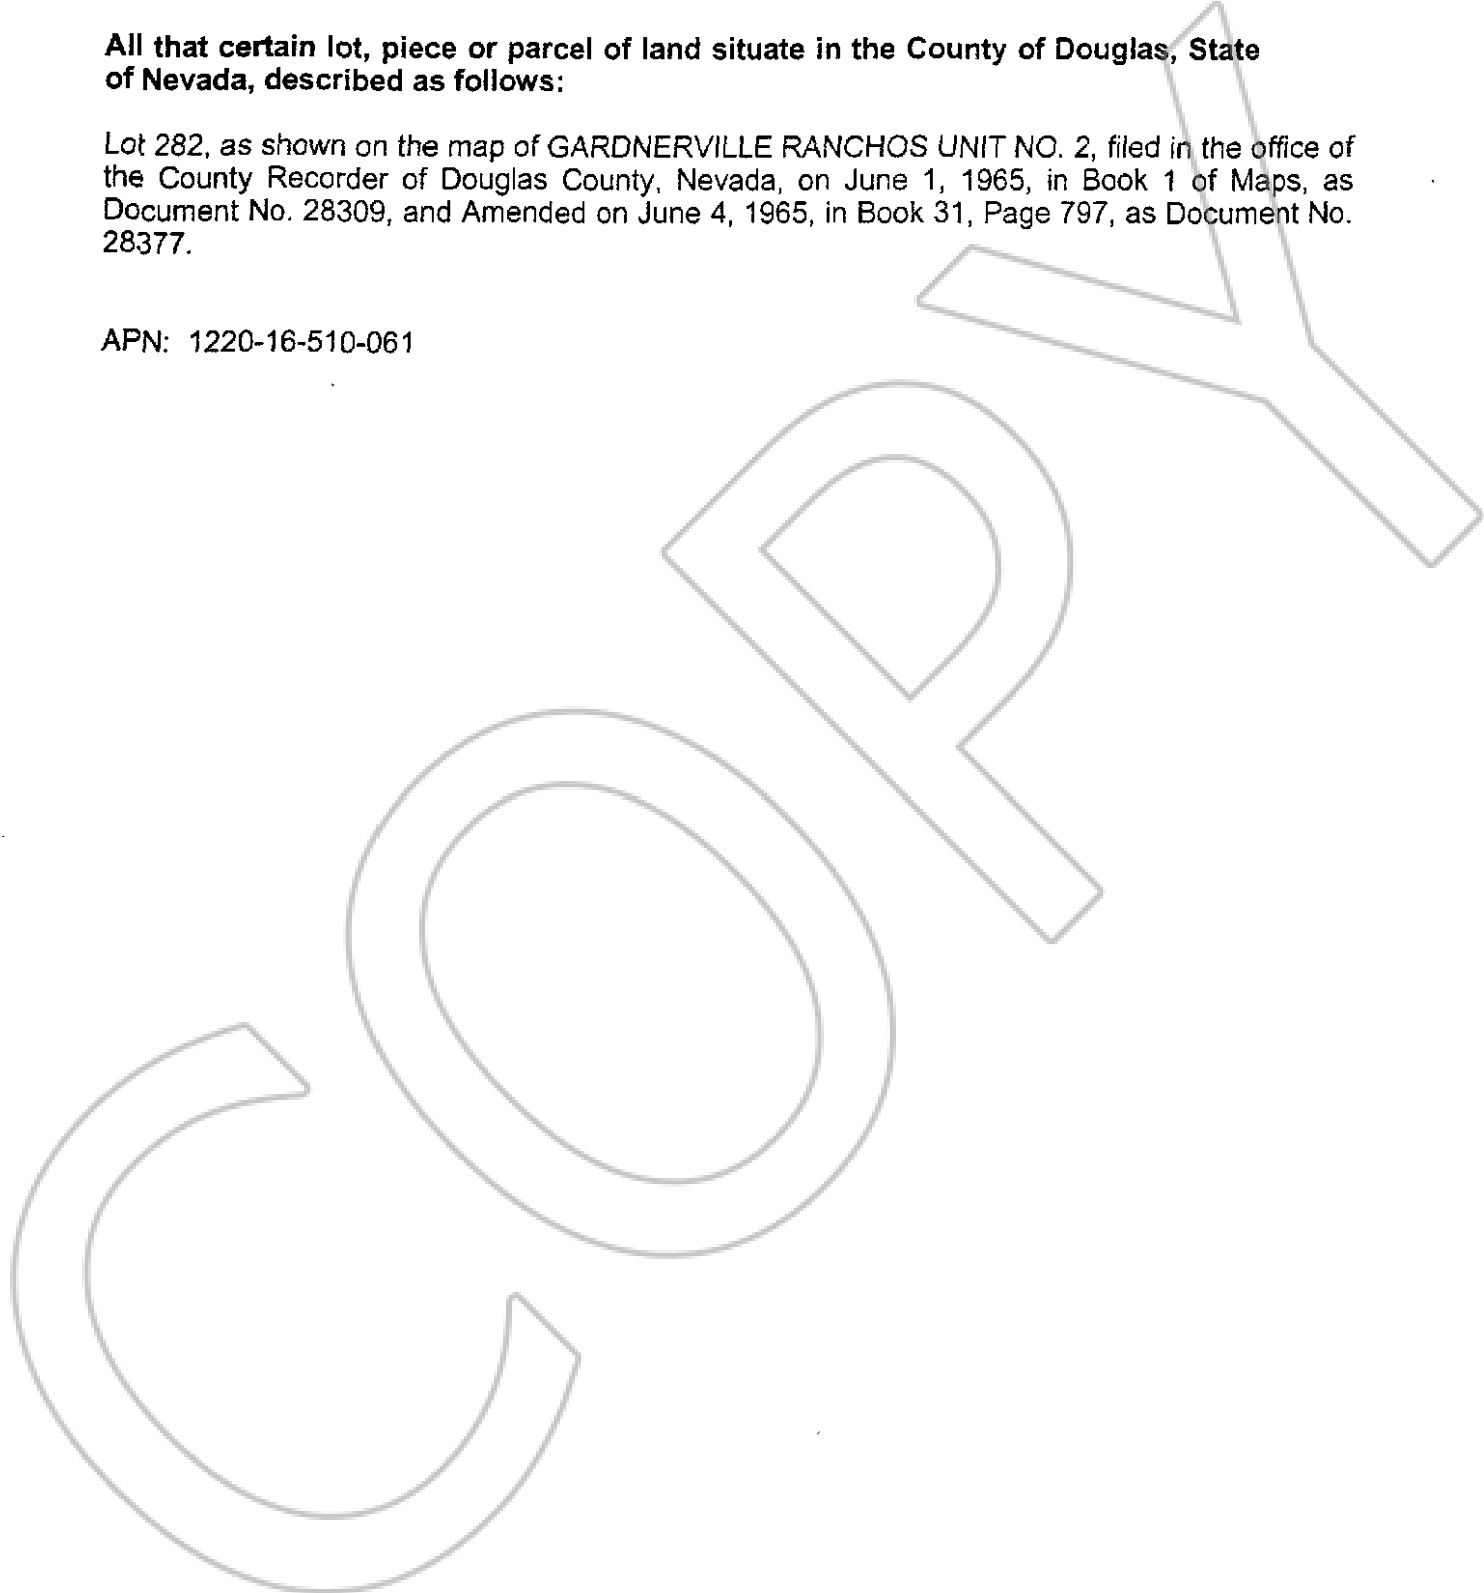 All that certain lot, piece or parcel of land situate in the County of Douglas, State
of Nevada, described as follows:
Lot 282, as shown on the map of GARDNERVILLE RANCHOS UNIT NO. 2, filed in the office of
the County Recorder of Douglas County, Nevada, on June 1, 1965, in Book 1 of Maps, as
Document No. 28309, and Amended on June 4, 1965, in Book 31, Page 797, as Document No.
28377.
APN: 1220-16-510-061
COPY